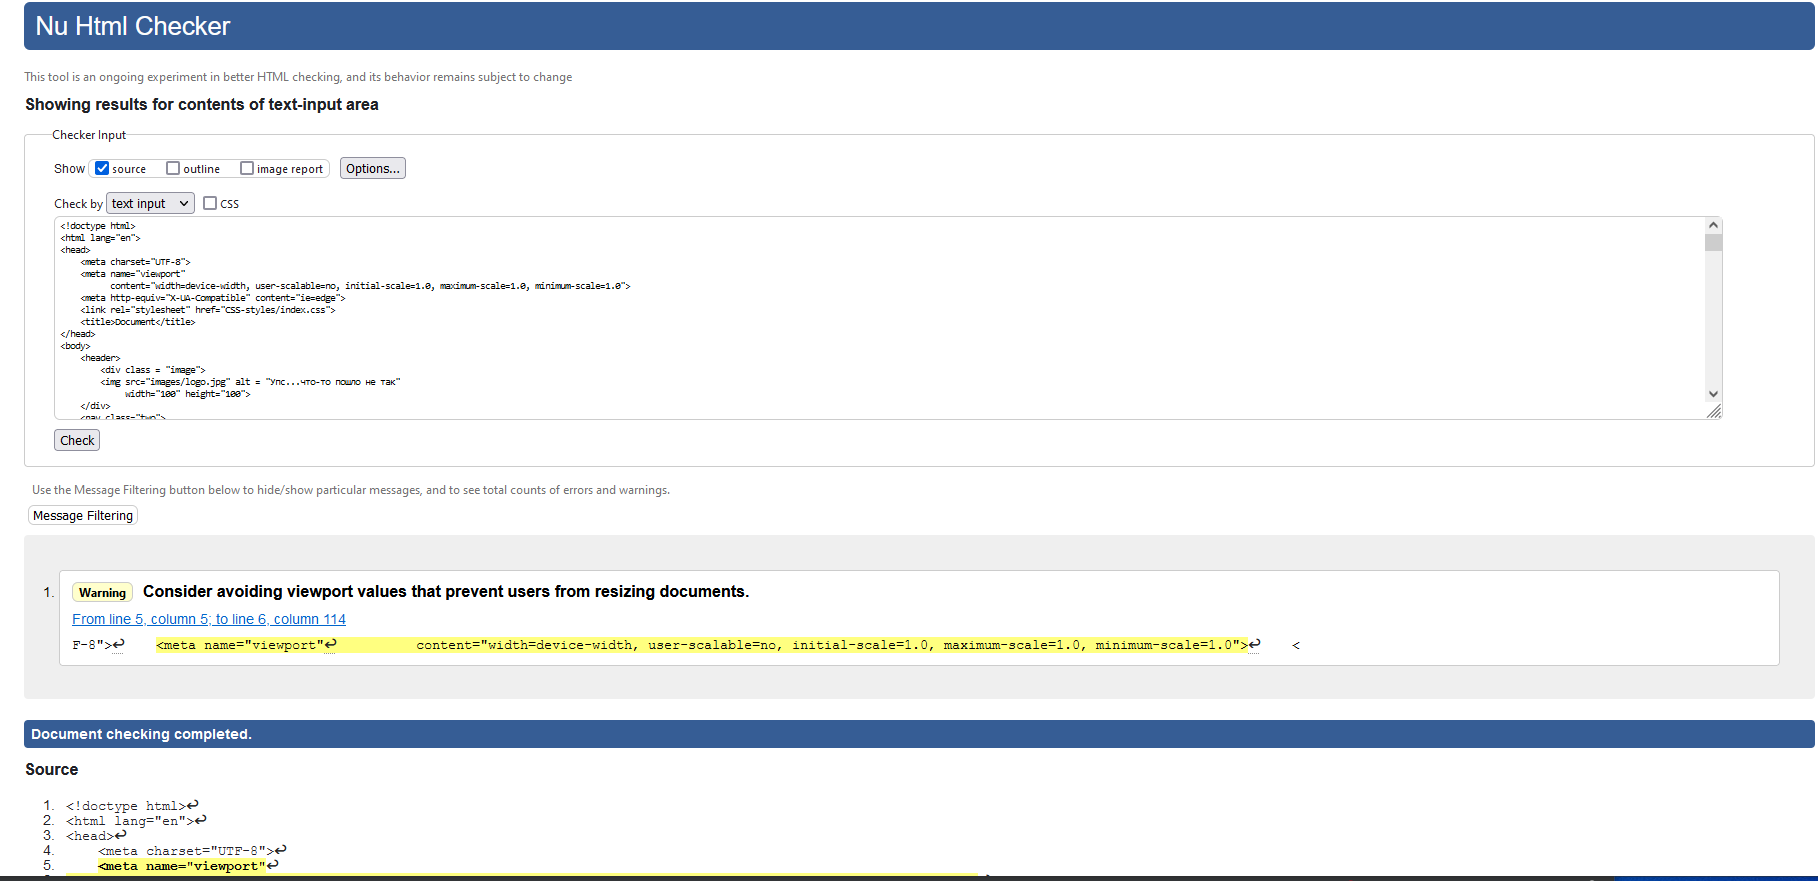 Nu Html Checker
This tool is an ongoing experiment in better HTML checking, and its behavior remains subject to change
Showing results for contents of text-input area
Checker Input
Show source outline image report Options...
Check by text input CSS
<!doctype html>
<html lang="en">
<head>
<meta charset="UTF-8">
<meta name="viewport"
content="width=device-width, user-scalable=no, initial-scale=1.0, maximum-scale=1.0, minimum-scale=1.0">
<meta http-equiv="X-UA-Compatible" content="ie=edge">
<link rel="stylesheet" href="CSS-styles/index.css">
<title>Document</title>
</head>
<body>
<header>
<div class = "image">
<img src="images/logo.jpg" alt = "Упс...что-то пошло не так"
width="100" height="100">
</div>
<nav class="two">
Check
Use the Message Filtering button below to hide/show particular messages, and to see total counts of errors and warnings.
Message Filtering
1. Warning Consider avoiding viewport values that prevent users from resizing documents.
From line 5, column 5; to line 6, column 114
F-8">↩ <meta name="viewport"↩ content="width=device-width, user-scalable=no, initial-scale=1.0, maximum-scale=1.0, minimum-scale=1.0">↩ <
Document checking completed.
Source
1. <!doctype html>↩
2. <html lang="en">↩
3. <head>↩
4. <meta charset="UTF-8">↩
5. <meta name="viewport"↩